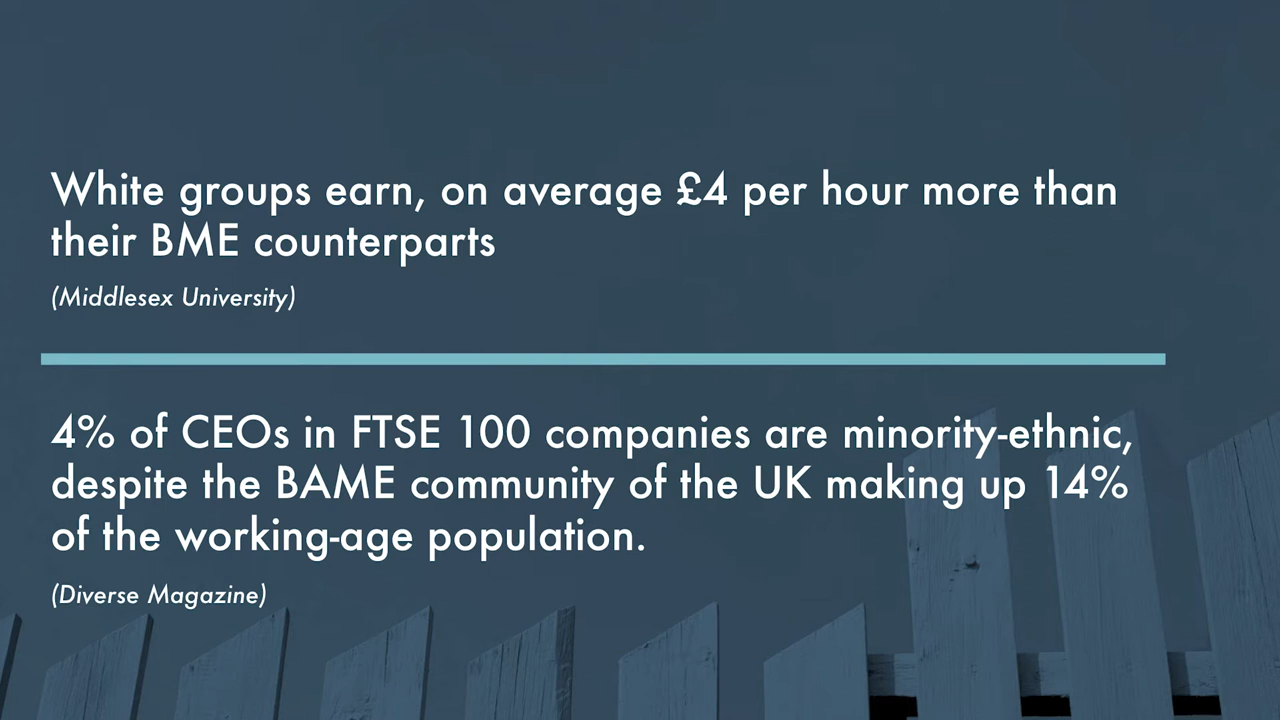 White groups earn, on average £4 per hour more than
their BME counterparts
(Middlesex University)
4% of CEOs in FTSE 100 companies are minority-ethnic,
despite the BAME community of the UK making up 14%
of the working-age population.
(Diverse Magazine)